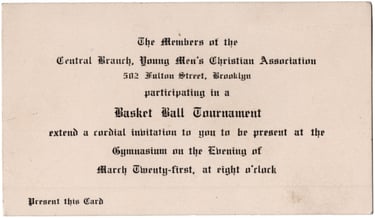 The Members of the
Central Branch, Young Men's Christian Association
502 Fulton Street, Brooklyn
participating in a
Basket Ball Tournament
extend a cordial invitation to you to be present at the
Gymnasium on the Evening of
March Twenty-first, at eight o'clock
Present this Card